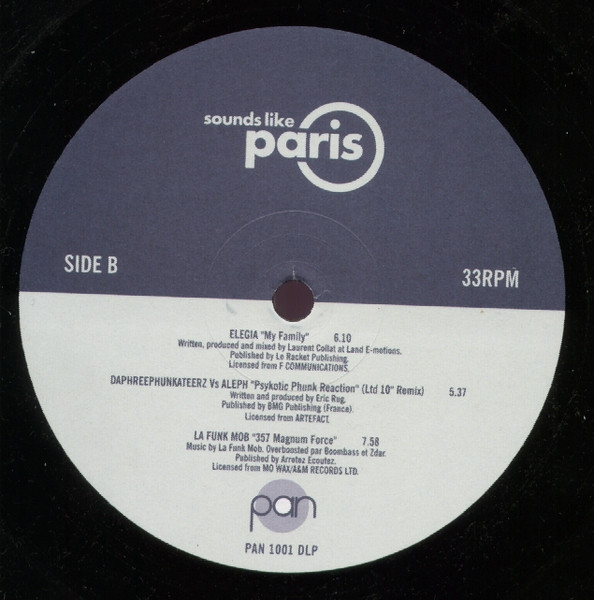 sounds like
paris
SIDE B
33RPM
ELEGIA "My Family" 6.10
Written, produced and mixed by Laurent Collat at Land E-motions.
Published by Le Racket Publishing.
Licensed from F COMMUNICATIONS.
DAPHREEPHUNKATEERZ Vs ALEPH "Psykotic Phunk Reaction" (Ltd 10" Remix) 5.37
Written and produced by Eric Rug.
Published by BMG Publishing (France).
Licensed from ARTEFACT.
LA FUNK MOB "357 Magnum Force" 7.58
Music by La Funk Mob. Overboosted par Boombass et Zdar.
Published by Arretez Ecoutez.
Licensed from MO WAX/A&M RECORDS LTD.
pan
PAN 1001 DLP